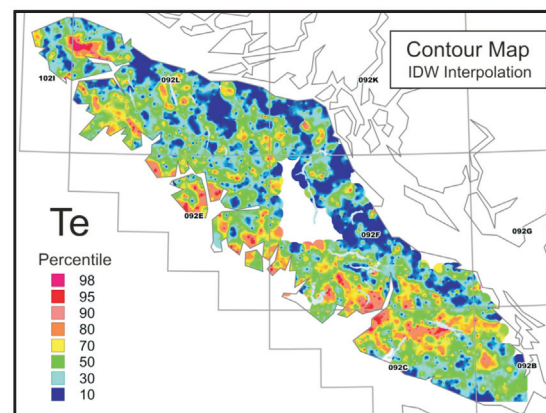 Contour Map
IDW Interpolation
102I
092L
092K
092E
092F
092G
Te
Percentile
98
95
90
80
70
50
30
10
092C
092B